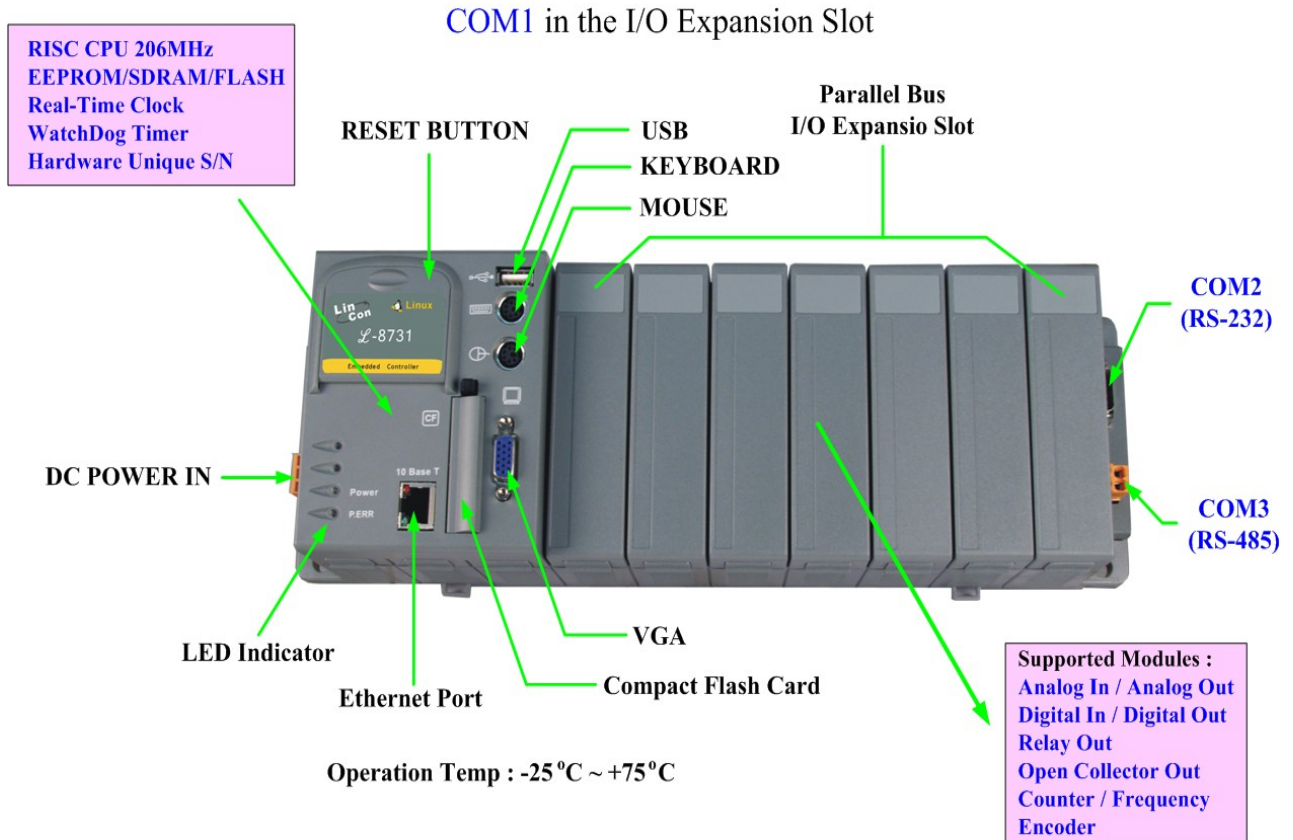 COM1 in the I/O Expansion Slot
RISC CPU 206MHz
EEPROM/SDRAM/FLASH
Real-Time Clock
WatchDog Timer
Hardware Unique S/N
RESET BUTTON
USB
KEYBOARD
MOUSE
Parallel Bus
I/O Expansio Slot
COM2
(RS-232)
COM3
(RS-485)
Lin
Con
Linux
L-8731
Embedded Controller
CF
10 Base T
Power
P.ERR
DC POWER IN
LED Indicator
Ethernet Port
VGA
Compact Flash Card
Operation Temp : -25°C ~ +75°C
Supported Modules :
Analog In / Analog Out
Digital In / Digital Out
Relay Out
Open Collector Out
Counter / Frequency
Encoder